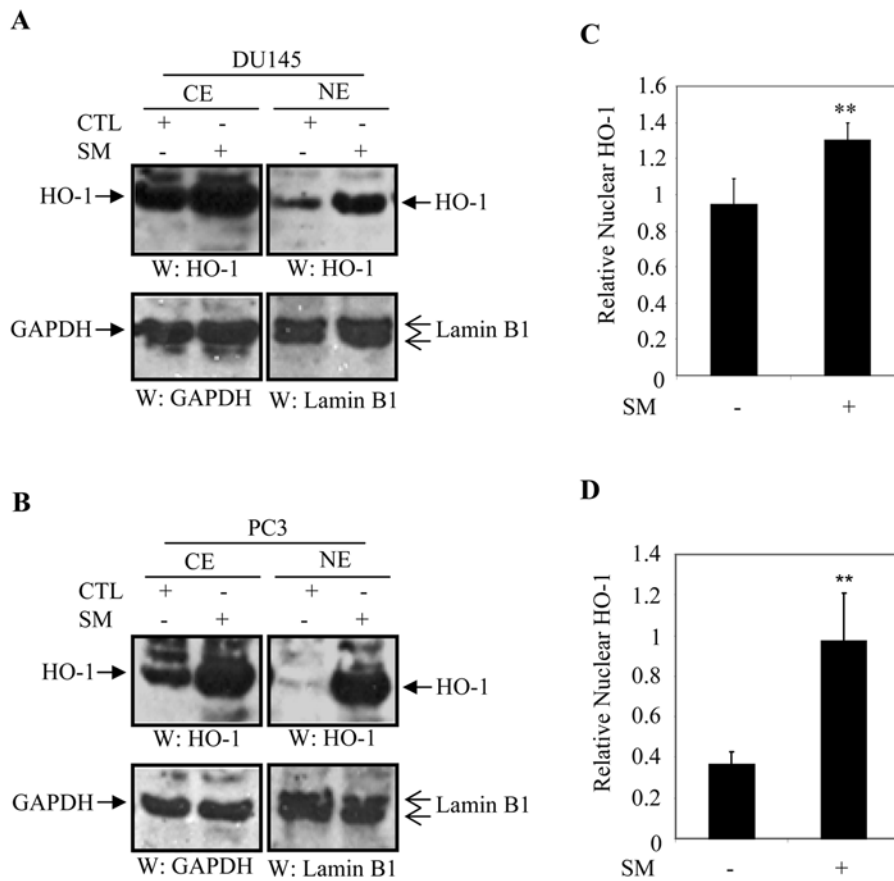 A
DU145
CE NE
CTL + - + -
SM - + - +
HO-1 HO-1
W: HO-1 W: HO-1
GAPDH Lamin B1
W: GAPDH W: Lamin B1
B
PC3
CE NE
CTL + - + -
SM - + - +
HO-1 HO-1
W: HO-1 W: HO-1
GAPDH Lamin B1
W: GAPDH W: Lamin B1
C
Relative Nuclear HO-1
1.6
1.4
1.2
1
0.8
0.6
0.4
0.2
0
**
SM - +
D
Relative Nuclear HO-1
1.4
1.2
1
0.8
0.6
0.4
0.2
0
**
SM - +